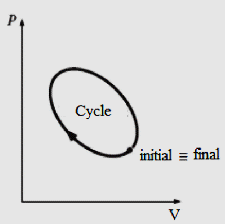 P
Cycle
initial ≡ final
V